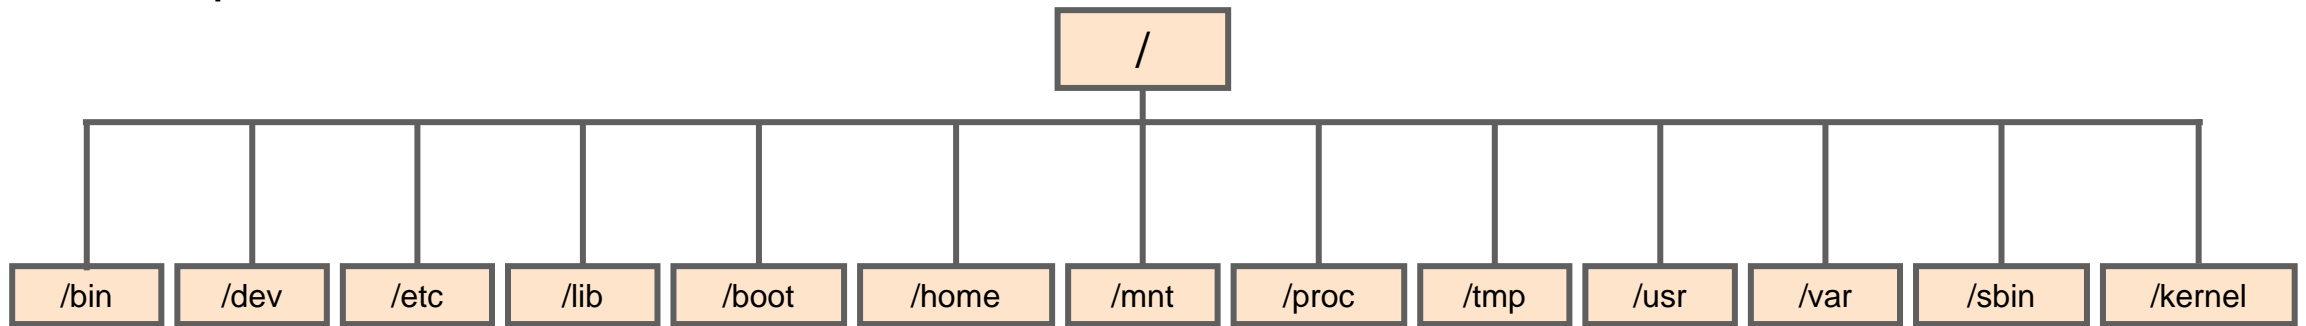 /
/bin /dev /etc /lib /boot /home /mnt /proc /tmp /usr /var /sbin /kernel